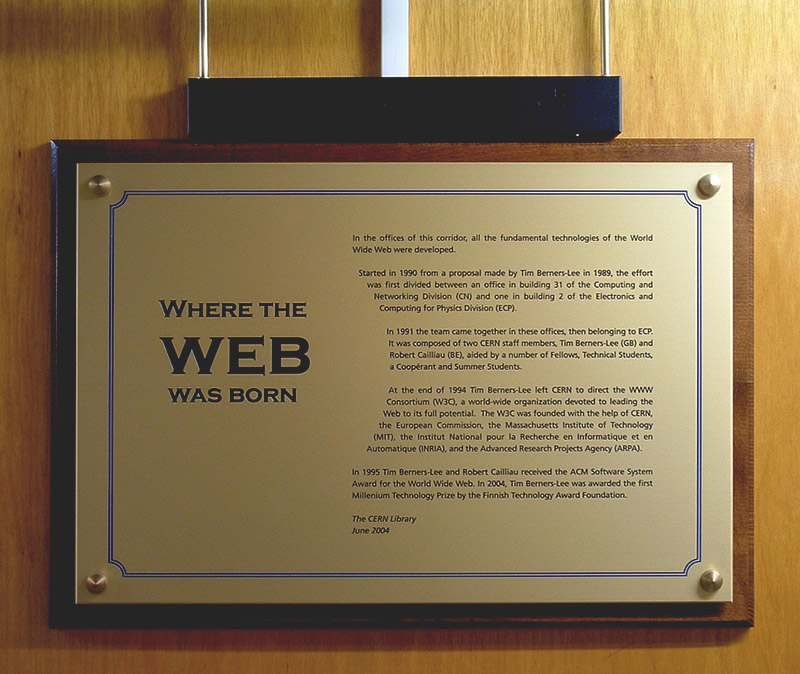 WHERE THE
WEB
WAS BORN
In the offices of this corridor, all the fundamental technologies of the World
Wide Web were developed.
Started in 1990 from a proposal made by Tim Berners-Lee in 1989, the effort
was first divided between an office in building 31 of the Computing and
Networking Division (CN) and one in building 2 of the Electronics and
Computing for Physics Division (ECP).
In 1991 the team came together in these offices, then belonging to ECP.
It was composed of two CERN staff members, Tim Berners-Lee (GB) and
Robert Cailliau (BE), aided by a number of Fellows, Technical Students,
a Coopérant and Summer Students.
At the end of 1994 Tim Berners-Lee left CERN to direct the WWW
Consortium (W3C), a world-wide organization devoted to leading the
Web to its full potential. The W3C was founded with the help of CERN,
the European Commission, the Massachusetts Institute of Technology
(MIT), the Institut National pour la Recherche en Informatique et en
Automatique (INRIA), and the Advanced Research Projects Agency (ARPA).
In 1995 Tim Berners-Lee and Robert Cailliau received the ACM Software System
Award for the World Wide Web. In 2004, Tim Berners-Lee was awarded the first
Millenium Technology Prize by the Finnish Technology Award Foundation.
The CERN Library
June 2004